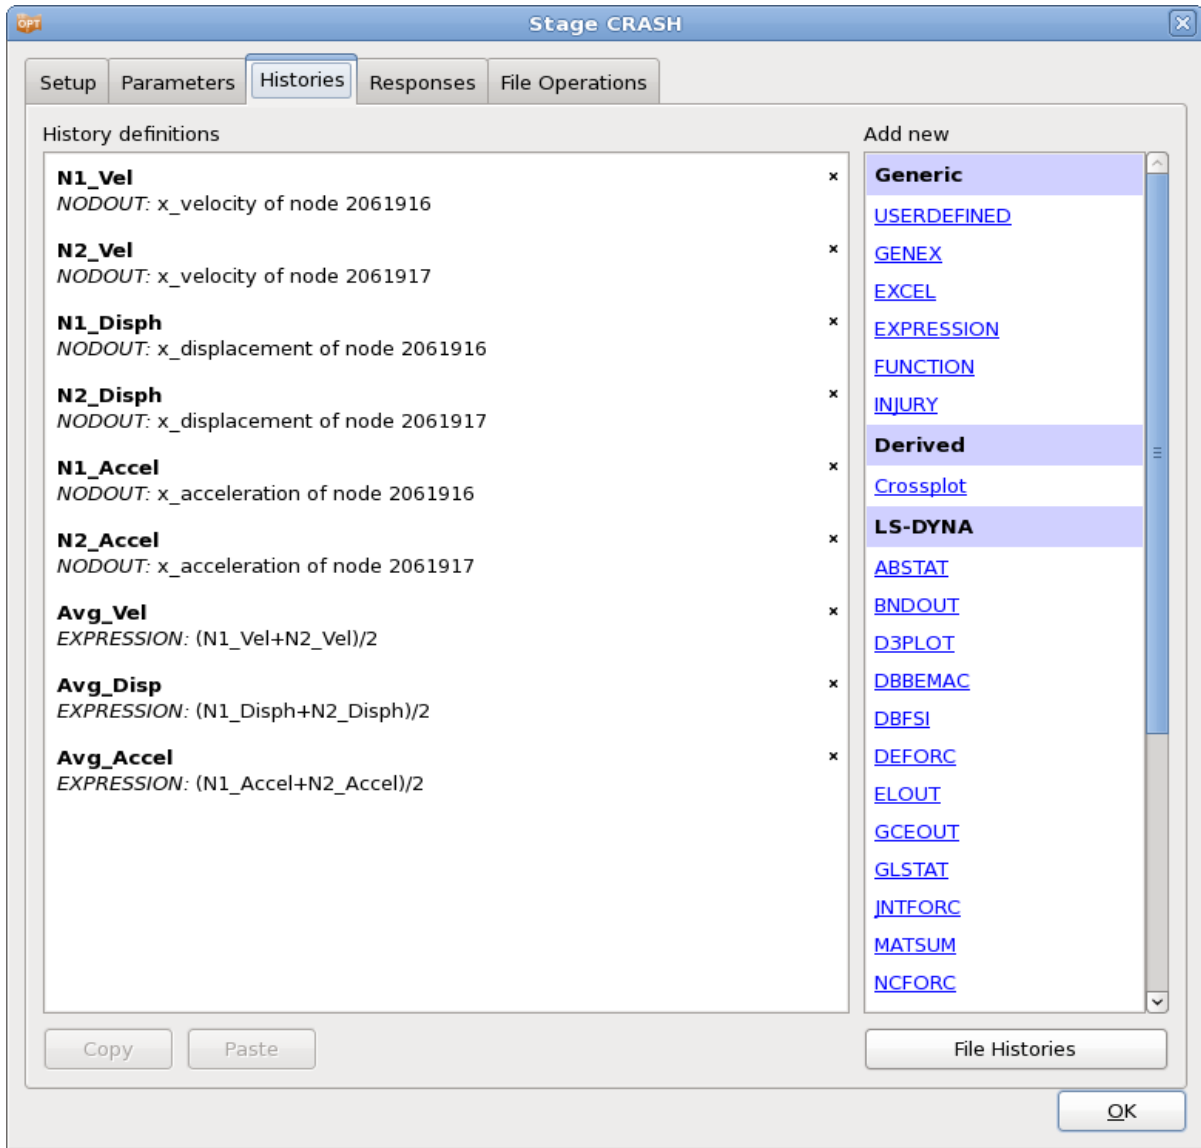 OPT
Stage CRASH
Setup
Parameters
Histories
Responses
File Operations
History definitions
N1_Vel
NODOUT: x_velocity of node 2061916
N2_Vel
NODOUT: x_velocity of node 2061917
N1_Disph
NODOUT: x_displacement of node 2061916
N2_Disph
NODOUT: x_displacement of node 2061917
N1_Accel
NODOUT: x_acceleration of node 2061916
N2_Accel
NODOUT: x_acceleration of node 2061917
Avg_Vel
EXPRESSION: (N1_Vel+N2_Vel)/2
Avg_Disp
EXPRESSION: (N1_Disph+N2_Disph)/2
Avg_Accel
EXPRESSION: (N1_Accel+N2_Accel)/2
Copy
Paste
Add new
Generic
USERDEFINED
GENEX
EXCEL
EXPRESSION
FUNCTION
INJURY
Derived
Crossplot
LS-DYNA
ABSTAT
BNDOUT
D3PLOT
DBBEMAC
DBFSI
DEFORC
ELOUT
GCEOUT
GLSTAT
JNTFORC
MATSUM
NCFORC
File Histories
OK